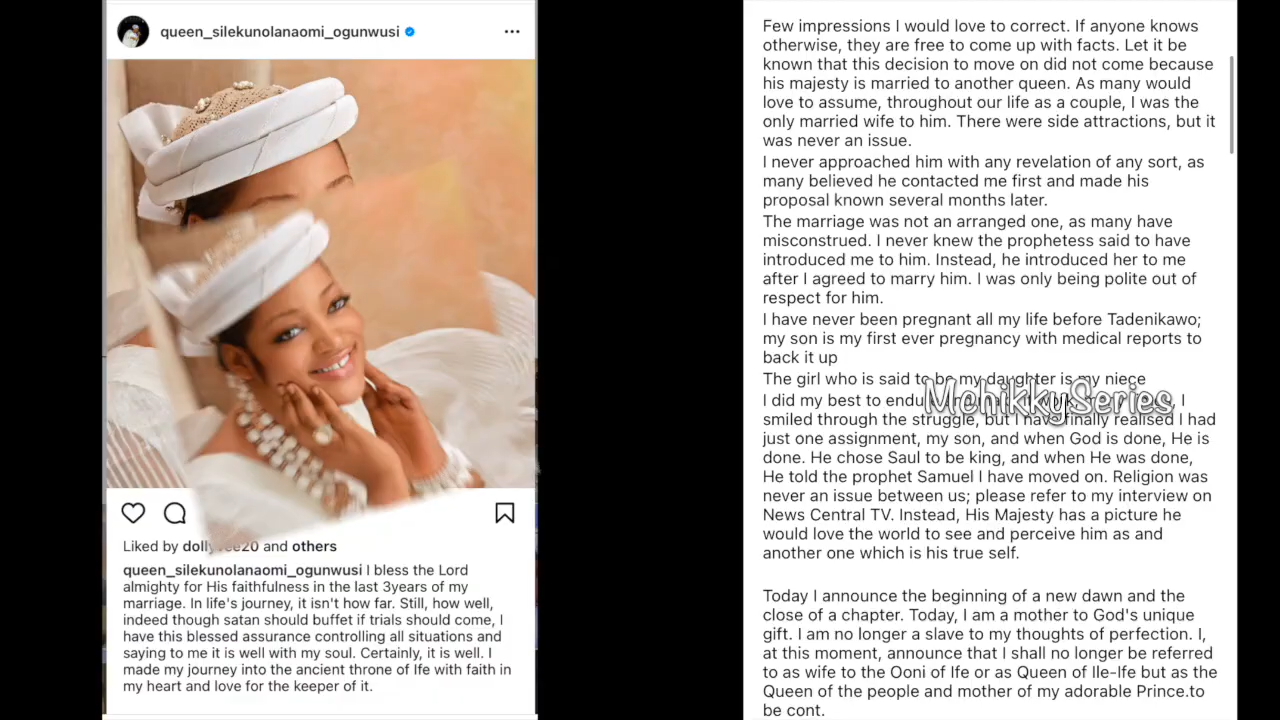 queen_silekunolanaomi_ogunwusi
Liked by and others
queen_silekunolanaomi_ogunwusi I bless the Lord
almighty for His faithfulness in the last 3years of my
marriage. In life's journey, it isn't how far. Still, how well,
indeed though satan should buffet if trials should come, I
have this blessed assurance controlling all situations and
saying to me it is well with my soul. Certainly, it is well. I
made my journey into the ancient throne of Ife with faith in
my heart and love for the keeper of it.
Few impressions I would love to correct. If anyone knows
otherwise, they are free to come up with facts. Let it be
known that this decision to move on did not come because
his majesty is married to another queen. As many would
love to assume, throughout our life as a couple, I was the
only married wife to him. There were side attractions, but it
was never an issue.
I never approached him with any revelation of any sort, as
many believed he contacted me first and made his
proposal known several months later.
The marriage was not an arranged one, as many have
misconstrued. I never knew the prophetess said to have
introduced me to him. Instead, he introduced her to me
after I agreed to marry him. I was only being polite out of
respect for him.
I have never been pregnant all my life before Tadenikawo;
my son is my first ever pregnancy with medical reports to
back it up
The girl who is said to be my daughter is my niece
I did my best to I
M@hikkySeries
smiled through the struggle, but I have finally realised I had
just one assignment, my son, and when God is done, He is
done. He chose Saul to be king, and when He was done,
He told the prophet Samuel I have moved on. Religion was
never an issue between us; please refer to my interview on
News Central TV. Instead, His Majesty has a picture he
would love the world to see and perceive him as and
another one which is his true self.
Today I announce the beginning of a new dawn and the
close of a chapter. Today, I am a mother to God's unique
gift. I am no longer a slave to my thoughts of perfection. I,
at this moment, announce that I shall no longer be referred
to as wife to the Ooni of Ife or as Queen of Ile-Ife but as the
Queen of the people and mother of my adorable Prince.to
be cont.